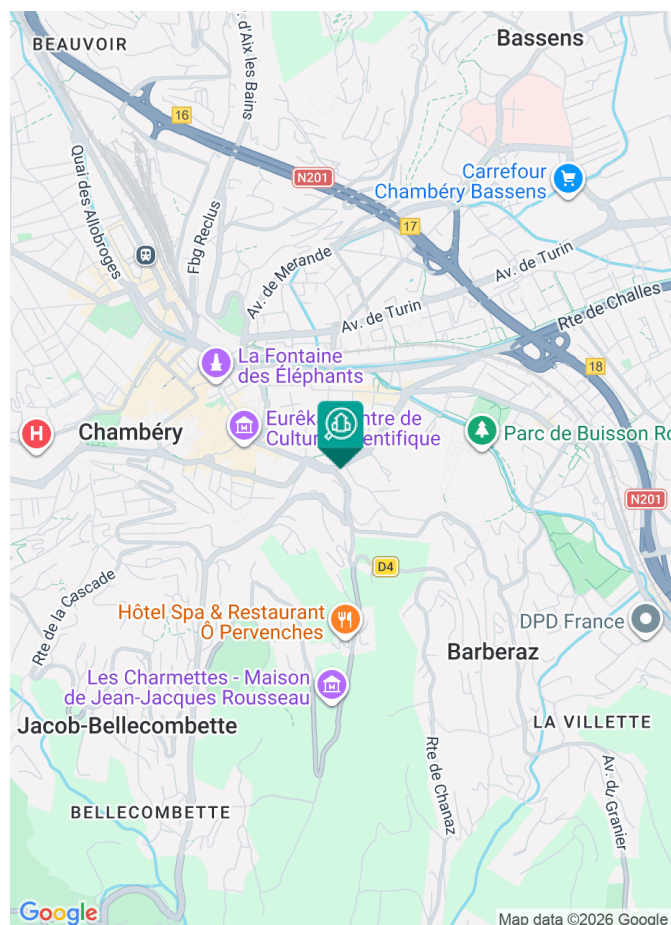 BEAUVOIR
Bassens
d'Aix les Bains
16
Carrefour
Chambéry Bassens
N201
Quai des Allobroges
17
Fbg Reclus
Av. de Merande
Av. de Turin
Rte de Challes
Av. de Turin
La Fontaine
des Éléphants
18
Eurêk
ntre de
Cultur
entifique
H
Chambéry
Parc de Buisson Ro
N201
D4
Rte de la Cascade
Hôtel Spa & Restaurant
Ô Pervenches
DPD France
Barberaz
Les Charmettes - Maison
de Jean-Jacques Rousseau
Jacob-Bellecombette
LA VILLETTE
Rte de Chanaz
Av. du Granier
BELLECOMBETTE
Google
Map data ©2026 Google